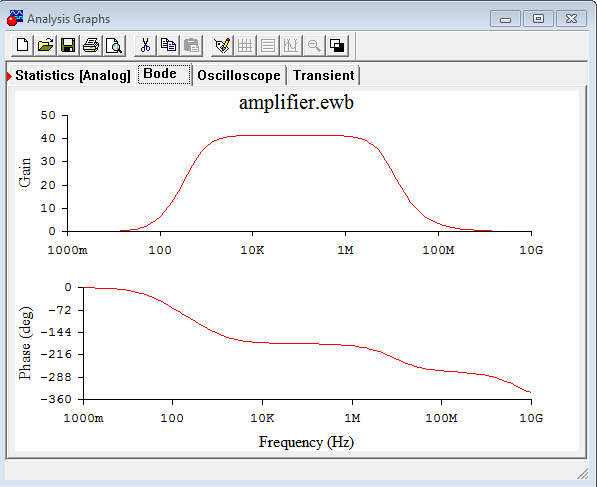 Analysis Graphs
Statistics [Analog] Bode Oscilloscope Transient
amplifier.ewb
Gain
50
40
30
20
10
0
1000m 100 10K 1M 100M 10G
Phase (deg)
0
-72
-144
-216
-288
-360
1000m 100 10K 1M 100M 10G
Frequency (Hz)